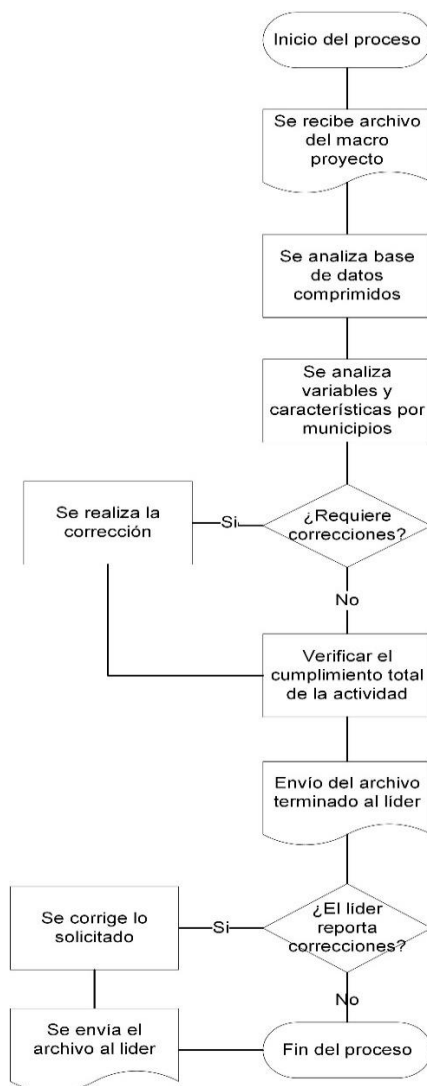 Inicio del proceso
Se recibe archivo
del macro
proyecto
Se analiza base
de datos
comprimidos
Se analiza
variables y
características por
municipios
¿Requiere
correcciones?
Si
Se realiza la
corrección
No
Verificar el
cumplimiento total
de la actividad
Envío del archivo
terminado al líder
¿El líder
reporta
correcciones?
Si
Se corrige lo
solicitado
Se envia el
archivo al lider
No
Fin del proceso